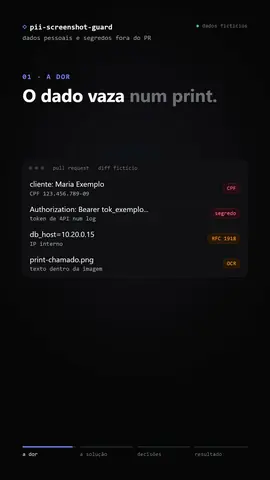 pii-screenshot-guard
dados fictícios
dados pessoais e segredos fora do PR
01 · A DOR
O dado vaza num print.
pull request · diff fictício
cliente: Maria Exemplo
CPF 123.456.789-09
CPF
Authorization: Bearer tok_exemplo…
token de API num log
segredo
db_host=10.20.0.15
IP interno
RFC 1918
print-chamado.png
texto dentro da imagem
OCR
a dor
a solução
decisões
resultado